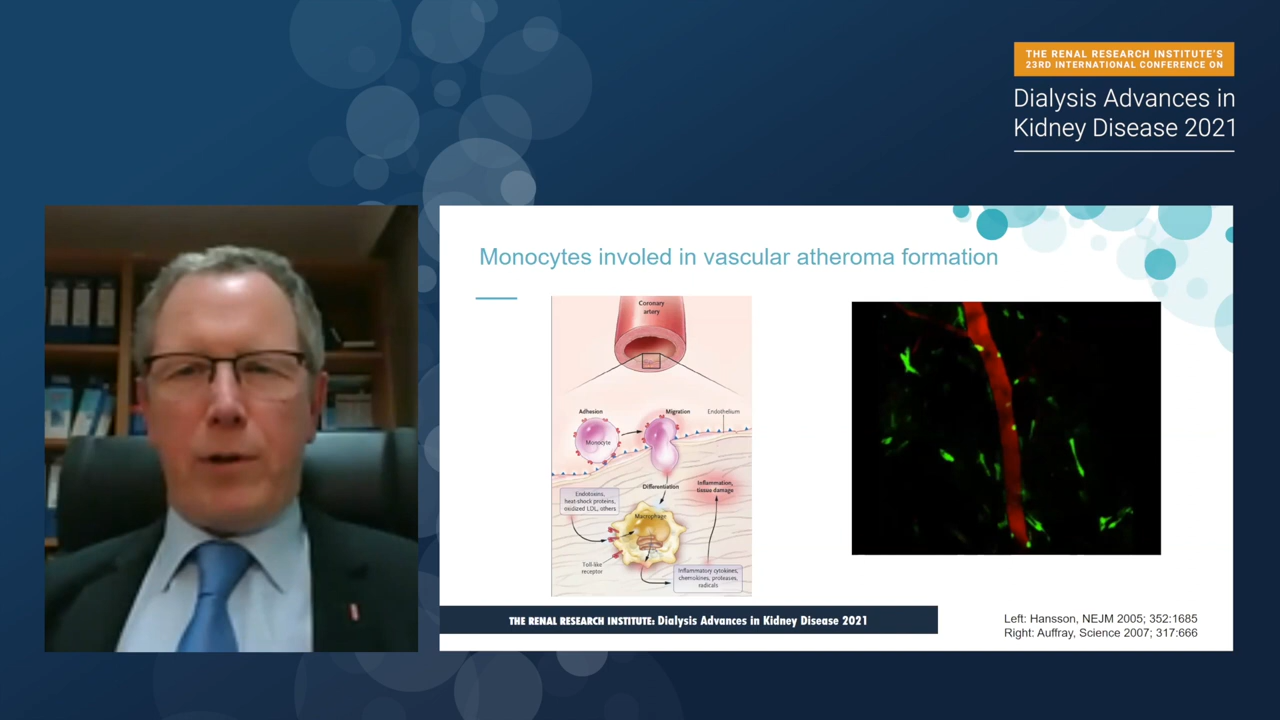 THE RENAL RESEARCH INSTITUTE'S
23RD INTERNATIONAL CONFERENCE ON
Dialysis Advances in
Kidney Disease 2021
Monocytes involed in vascular atheroma formation
Coronary
artery
Adhesion
Migration
Endothelium
Monocyte
Differentiation
Inflammation,
tissue damage
Endotoxins,
heat-shock proteins,
oxidized LDL, others
Macrophage
Toll-like
receptor
Inflammatory cytokines,
chemokines, proteases,
radicals
THE RENAL RESEARCH INSTITUTE: Dialysis Advances in Kidney Disease 2021
Left: Hansson, NEJM 2005; 352:1685
Right: Auffray, Science 2007; 317:666